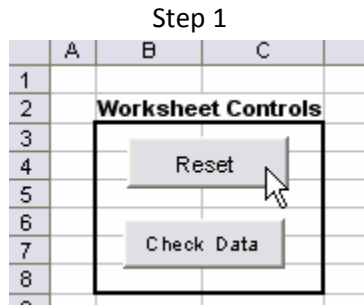 Step 1
A B C
1
2 Worksheet Controls
3
4 Reset
5
6
7 Check Data
8